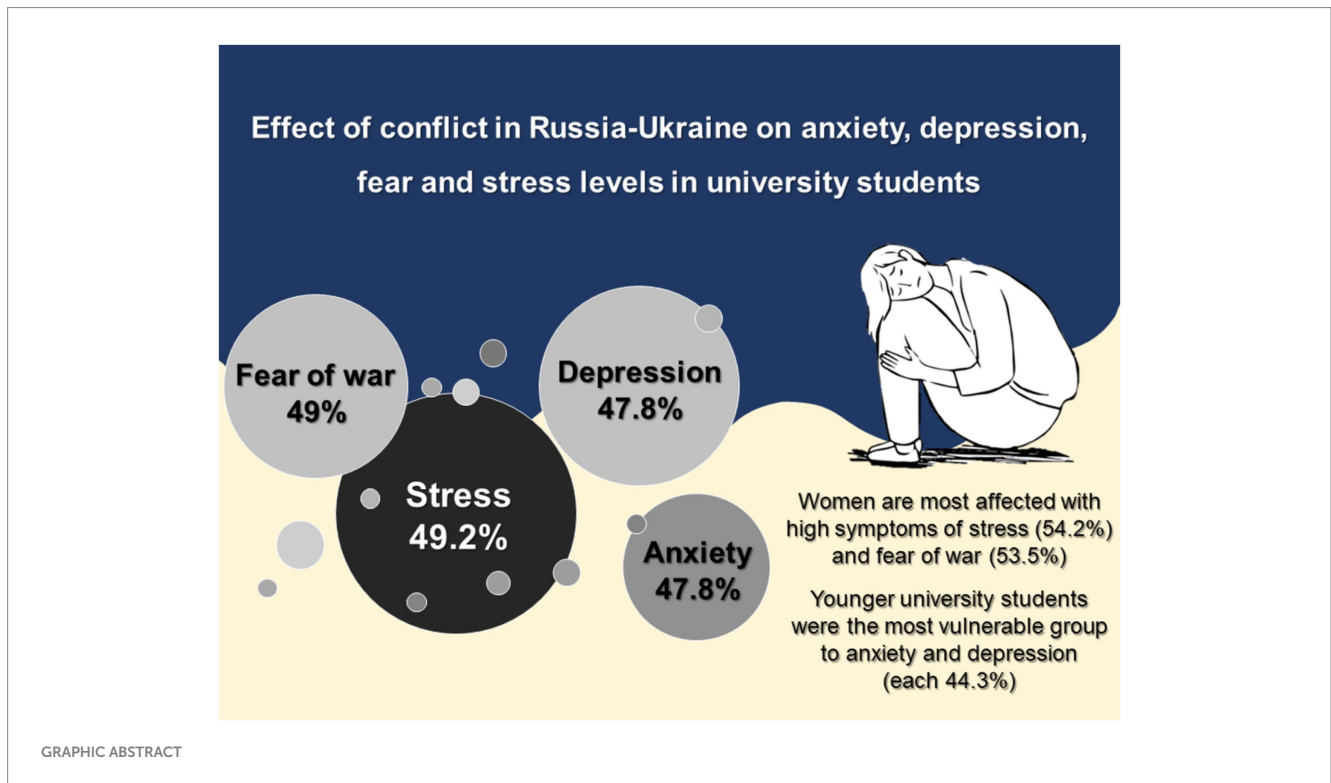 Effect of conflict in Russia-Ukraine on anxiety, depression,
fear and stress levels in university students
Fear of war
49%
Depression
47.8%
Stress
49.2%
Anxiety
47.8%
Women are most affected with
high symptoms of stress (54.2%)
and fear of war (53.5%)
Younger university students
were the most vulnerable group
to anxiety and depression
(each 44.3%)
GRAPHIC ABSTRACT